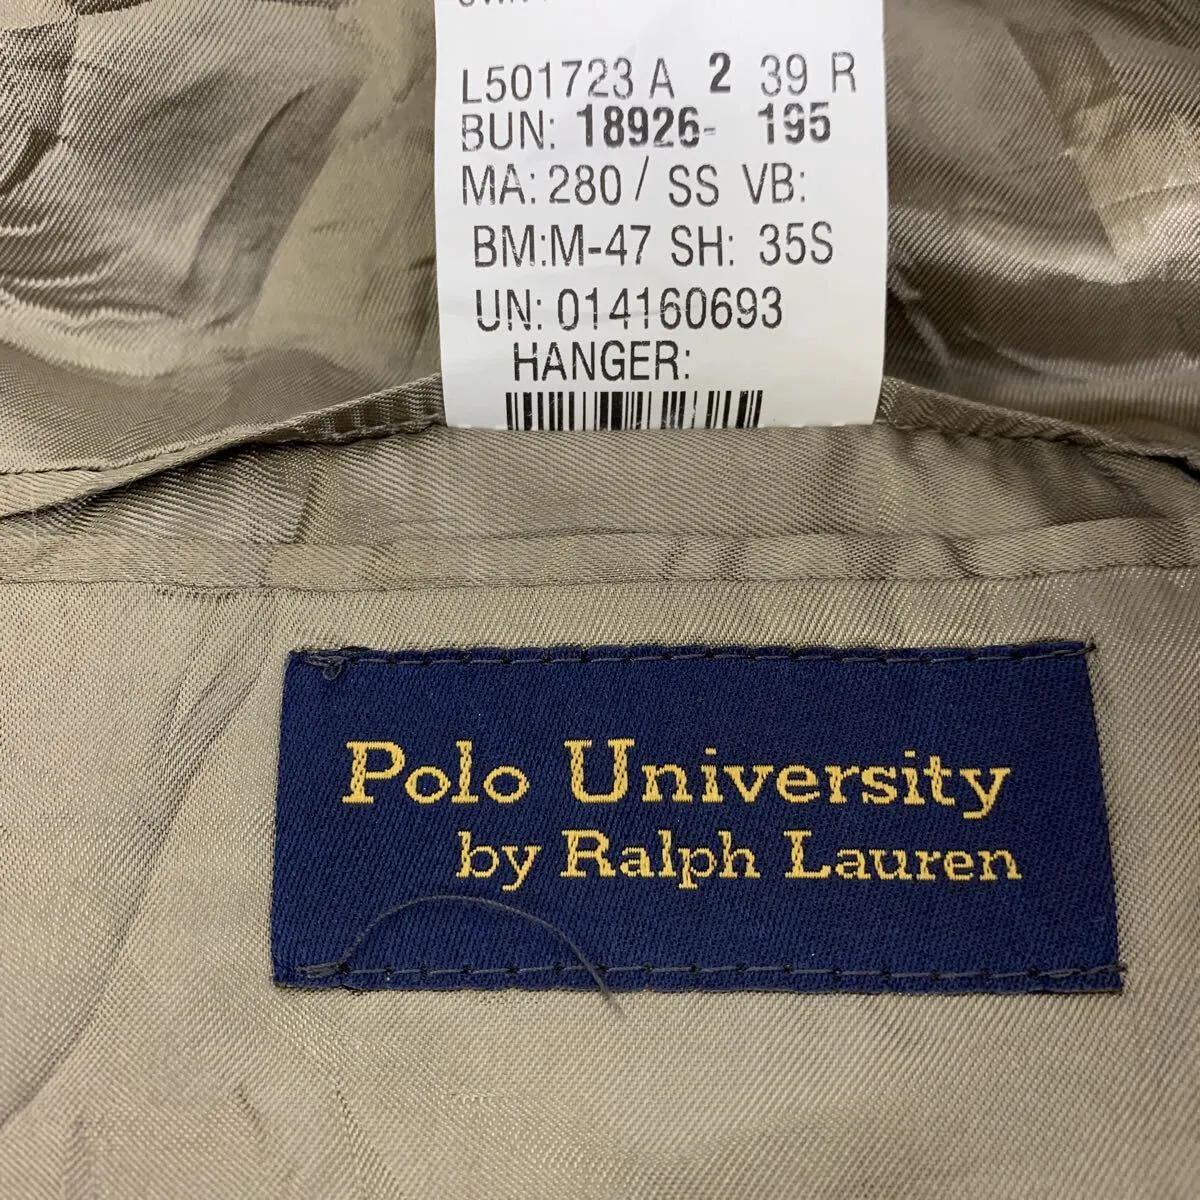 L501723 A 2 39 R
BUN: 18926- 195
MA: 280 / SS VB:
BM:M-47 SH: 35S
UN: 014160693
HANGER:
Polo University
by Ralph Lauren